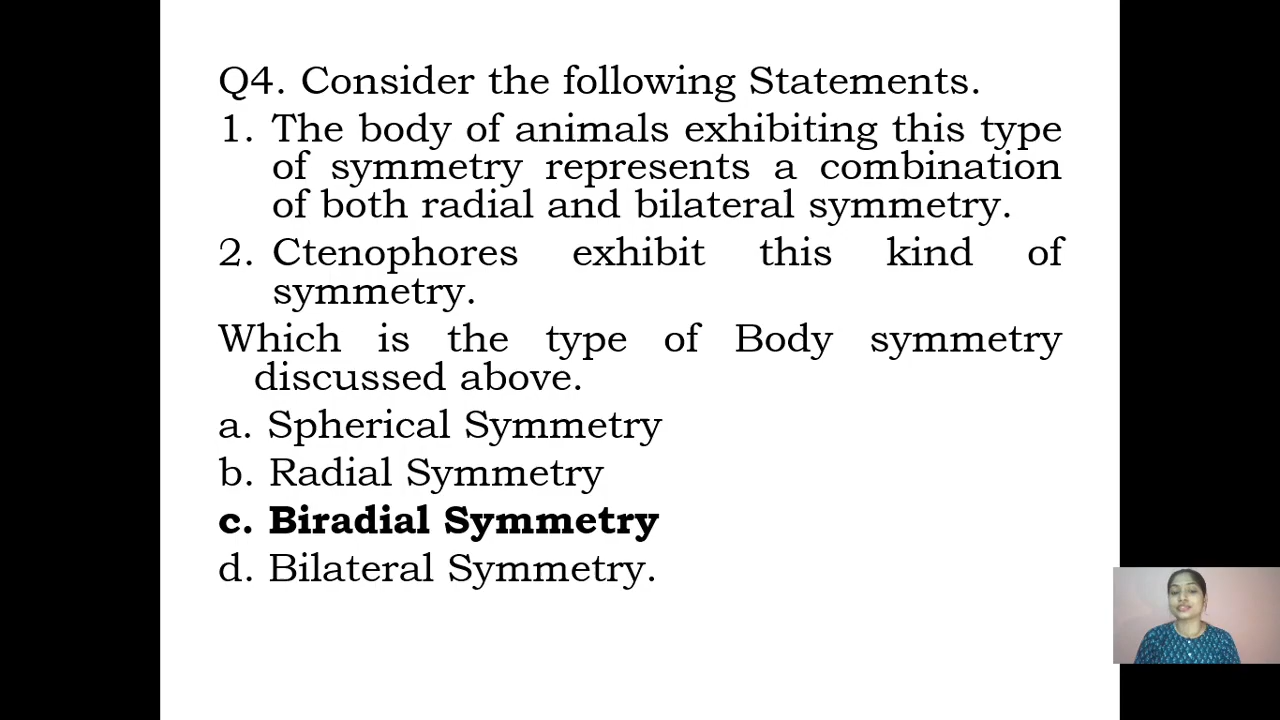 Q4. Consider the following Statements.
1. The body of animals exhibiting this type
of symmetry represents a combination
of both radial and bilateral symmetry.
2. Ctenophores exhibit this kind of
symmetry.
Which is the type of Body symmetry
discussed above.
a. Spherical Symmetry
b. Radial Symmetry
c. Biradial Symmetry
d. Bilateral Symmetry.